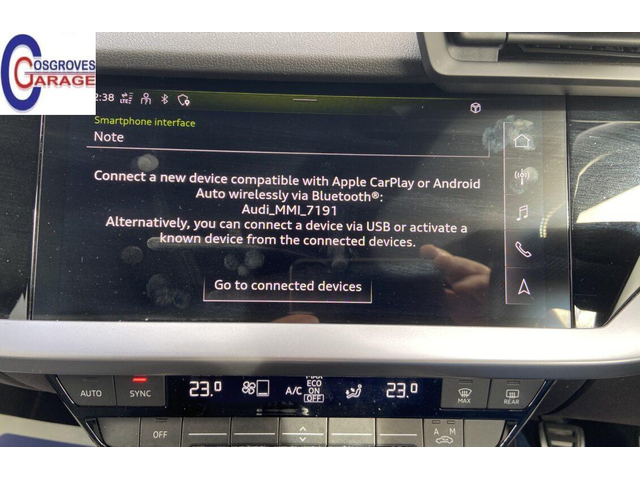 COSGROVES
GARAGE
2:38
LTE
Smartphone interface
Note
Connect a new device compatible with Apple CarPlay or Android
Auto wirelessly via Bluetooth®:
Audi_MMI_7191
Alternatively, you can connect a device via USB or activate a
known device from the connected devices.
Go to connected devices
AUTO
SYNC
23.0
A/C
MAX
ECO
ON
OFF
23.0
MAX
REAR
OFF
A M